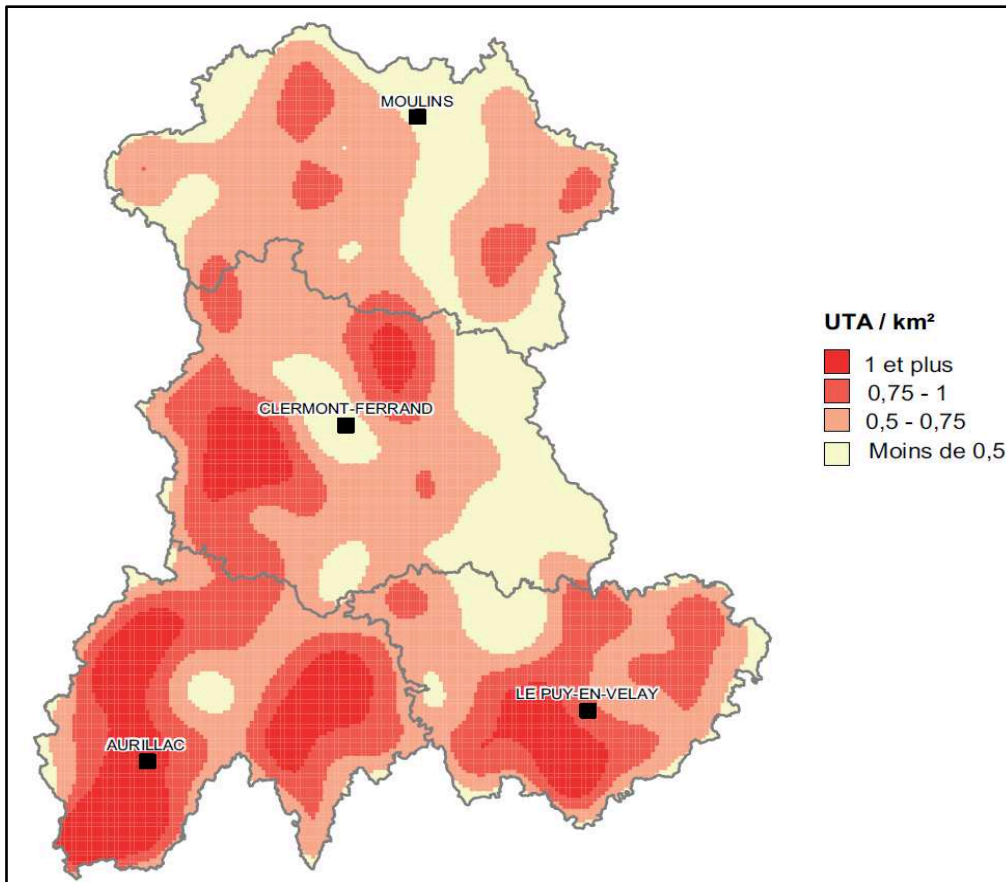 MOULINS
CLERMONT-FERRAND
LE PUY-EN-VELAY
AURILLAC
UTA / km²
1 et plus
0,75 - 1
0,5 - 0,75
Moins de 0,5